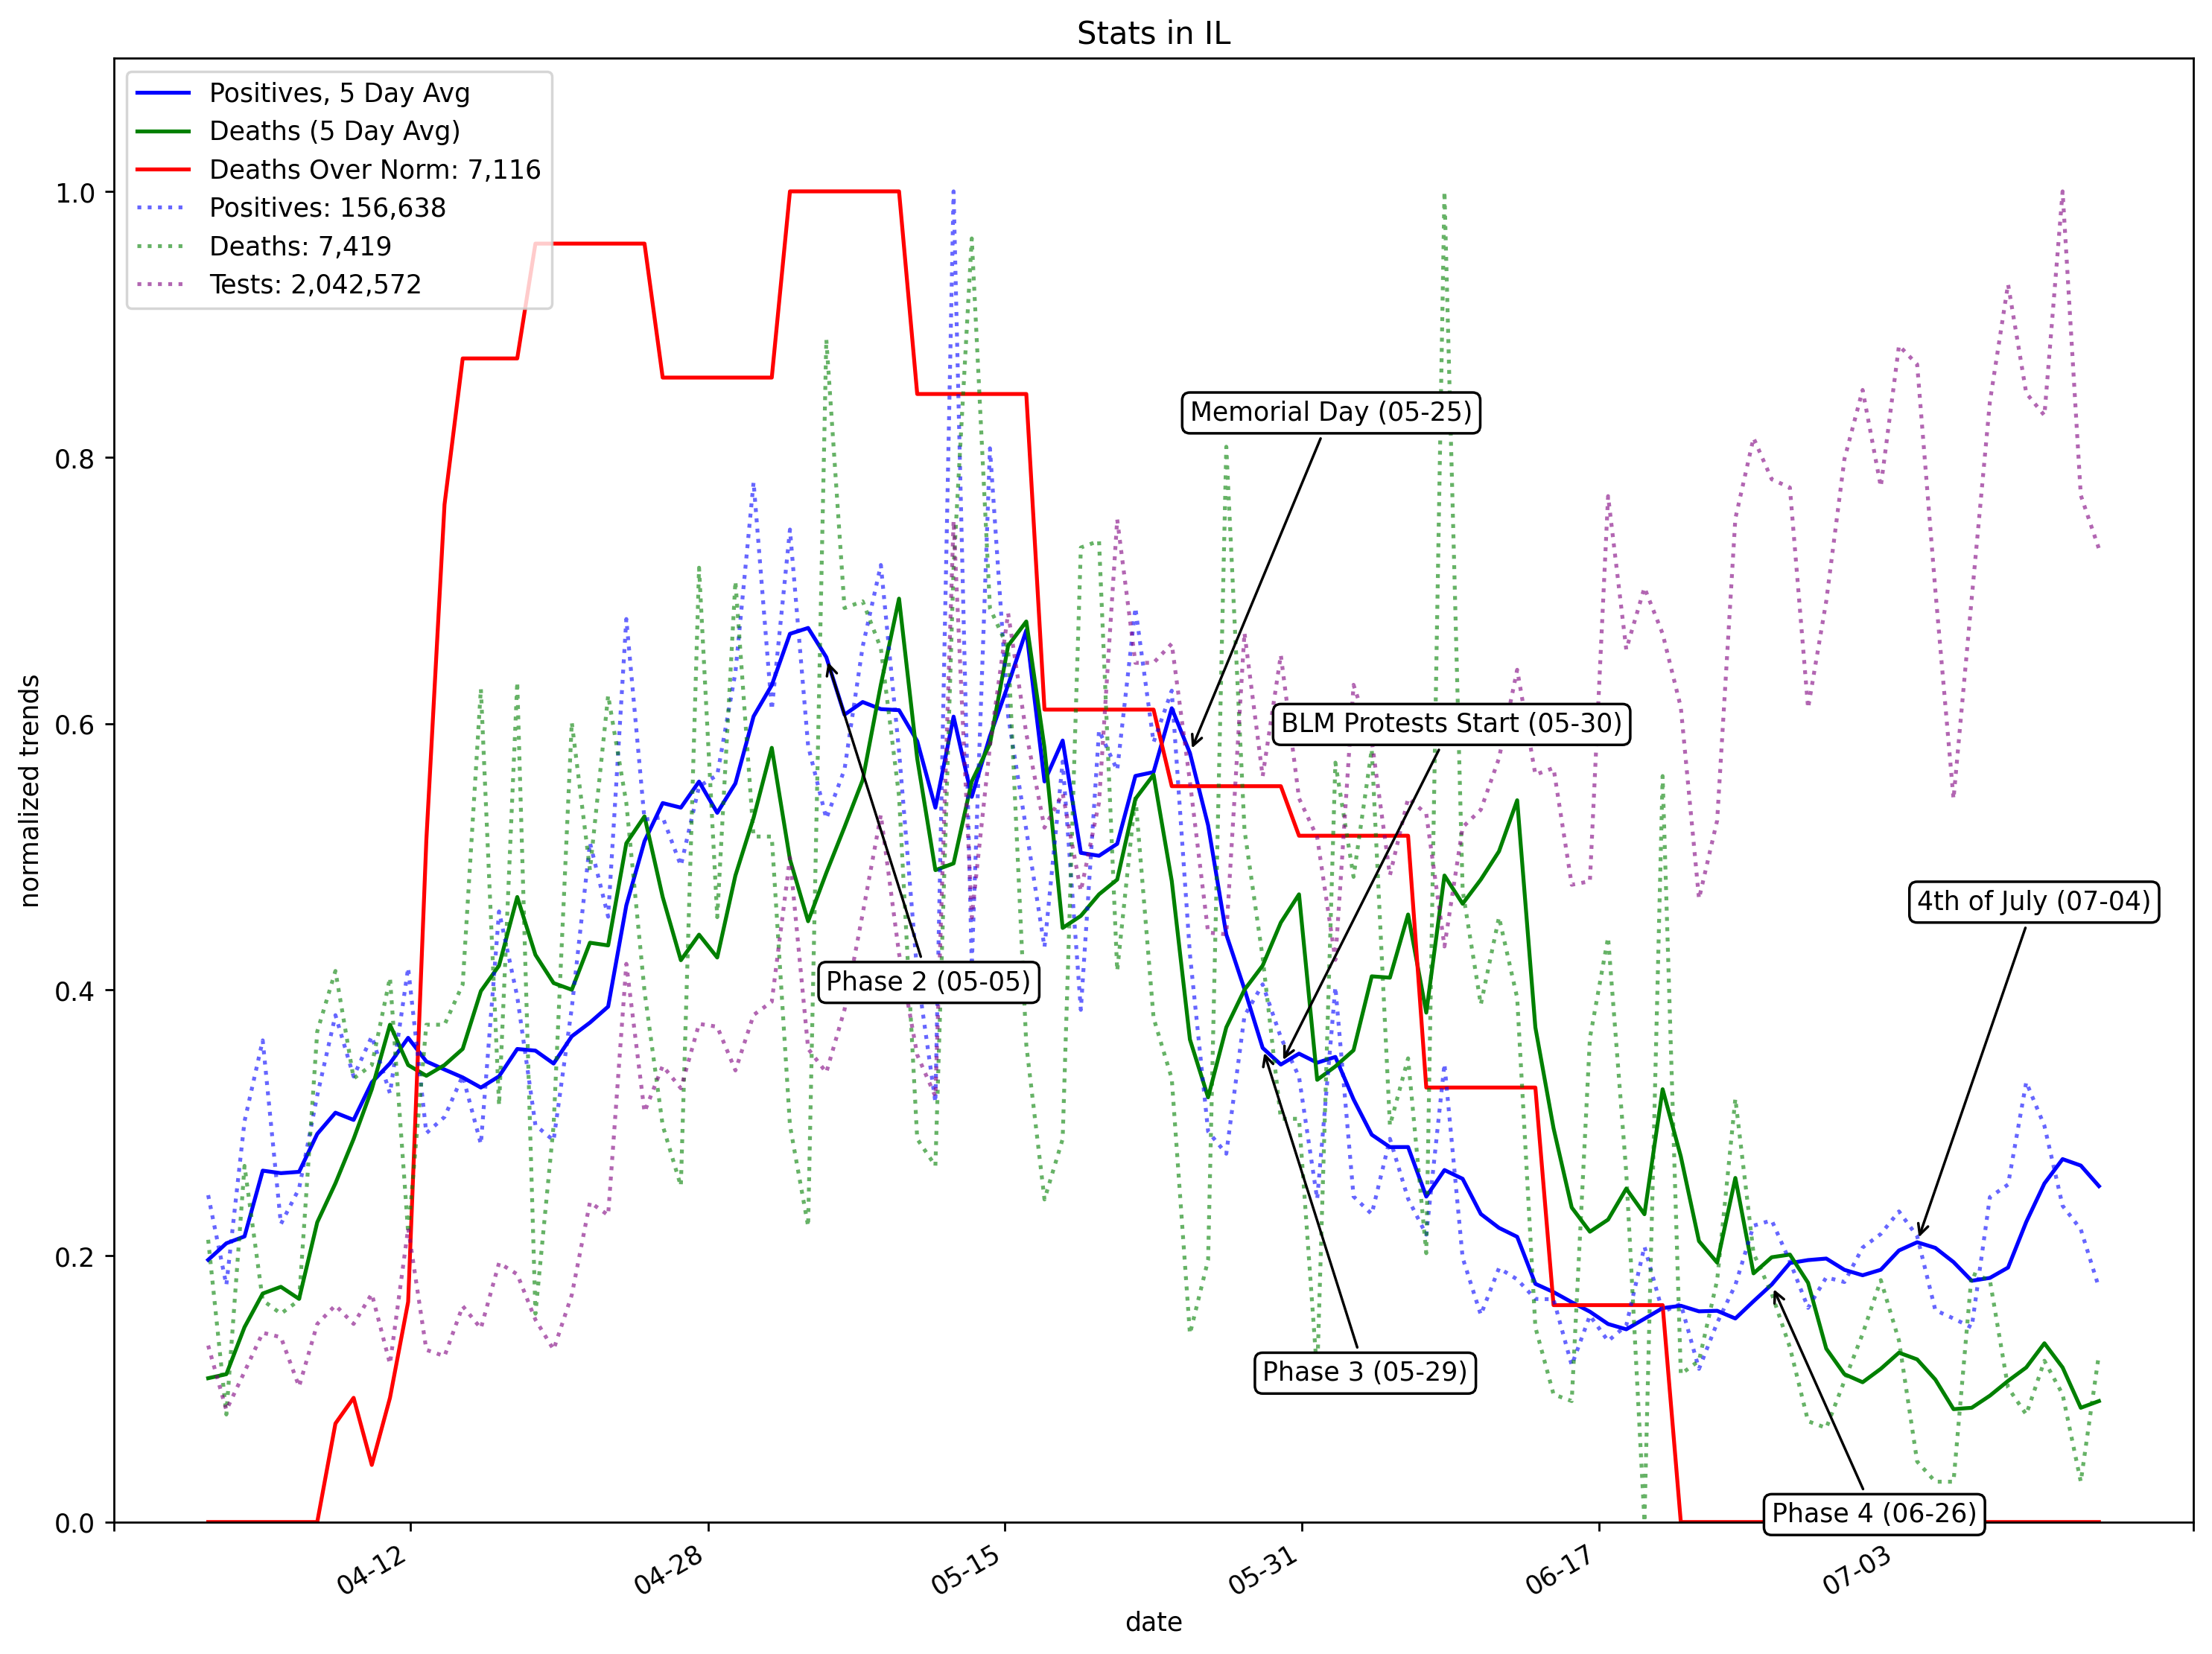 Stats in IL
Positives, 5 Day Avg
Deaths (5 Day Avg)
Deaths Over Norm: 7,116
Positives: 156,638
Deaths: 7,419
Tests: 2,042,572
1.0
0.8
0.6
0.4
0.2
0.0
normalized trends
Memorial Day (05-25)
BLM Protests Start (05-30)
4th of July (07-04)
Phase 2 (05-05)
Phase 3 (05-29)
Phase 4 (06-26)
04-12
04-28
05-15
05-31
06-17
07-03
date